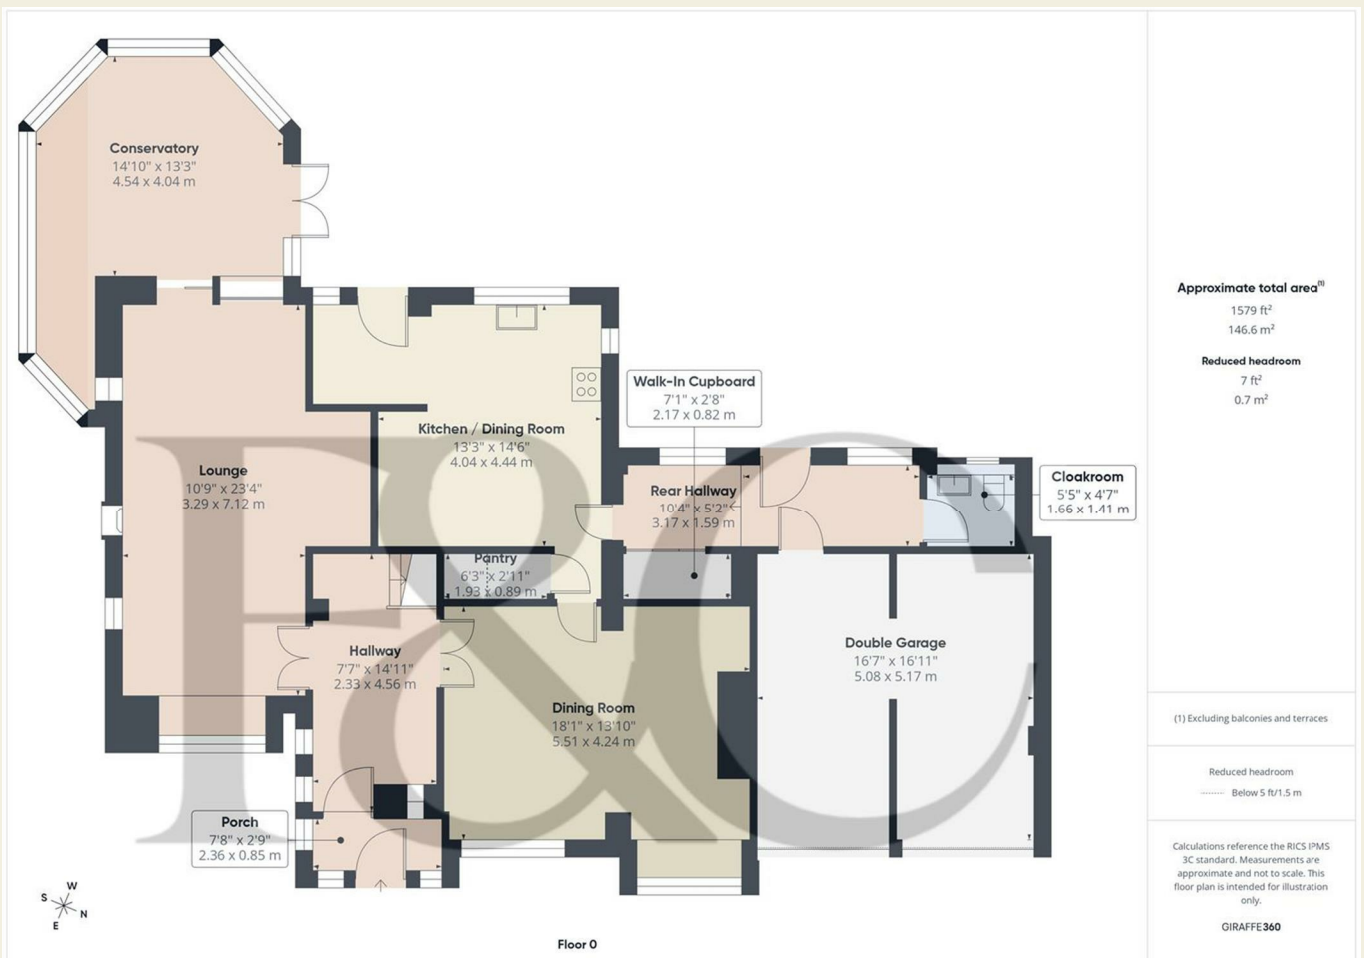 Conservatory
14'10" x 13'3"
4.54 x 4.04 m
Lounge
10'9" x 23'4"
3.29 x 7.12 m
Kitchen / Dining Room
13'3" x 14'6"
4.04 x 4.44 m
Walk-In Cupboard
7'1" x 2'8"
2.17 x 0.82 m
Rear Hallway
10'4" x 5'2"
3.17 x 1.59 m
Cloakroom
5'5" x 4'7"
1.66 x 1.41 m
Pantry
6'3" x 2'11"
1.93 x 0.89 m
Hallway
7'7" x 14'11"
2.33 x 4.56 m
Dining Room
18'1" x 13'10"
5.51 x 4.24 m
Double Garage
16'7" x 16'11"
5.08 x 5.17 m
Porch
7'8" x 2'9"
2.36 x 0.85 m
F&C
W
S
N
E
Floor 0
Approximate total area(1)
1579 ft²
146.6 m²
Reduced headroom
7 ft²
0.7 m²
(1) Excluding balconies and terraces
Reduced headroom
Below 5 ft/1.5 m
Calculations reference the RICS IPMS
3C standard. Measurements are
approximate and not to scale. This
floor plan is intended for illustration
only.
GIRAFFE360